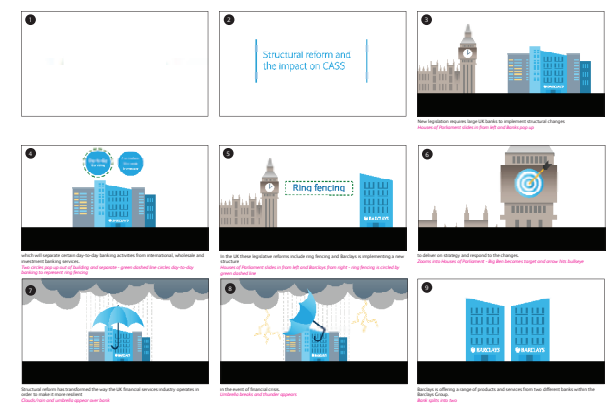 1
2
Structural reform and
the impact on CASS
3
BARCLAYS
New legislation requires large UK banks to implement structural changes
Houses of Parliament slides in from left and Banks pop up
4
Day-to-day
BARCLAYS
which will separate certain day-to-day banking activities from international, wholesale and
investment banking services.
Two circles pop up out of building and separate - green dashed line circles day-to-day
banking to represent ring fencing
5
Ring fencing
BARCLAYS
In the UK these legislative reforms include ring fencing and Barclays is implementing a new
structure
Houses of Parliament slides in from left and Barclays from right - ring fencing is circled by
green dashed line
6
to deliver on strategy and respond to the changes.
Zooms into Houses of Parliament - Big Ben becomes target and arrow hits bullseye
7
BARCLAYS
Structural reform has transformed the way the UK financial services industry operates in
order to make it more resilient
Clouds/rain and umbrella appear over bank
8
BARCLAYS
in the event of financial crisis.
Umbrella breaks and thunder appears
9
BARCLAYS
BARCLAYS
Barclays is offering a range of products and services from two different banks within the
Barclays Group.
Bank splits into two